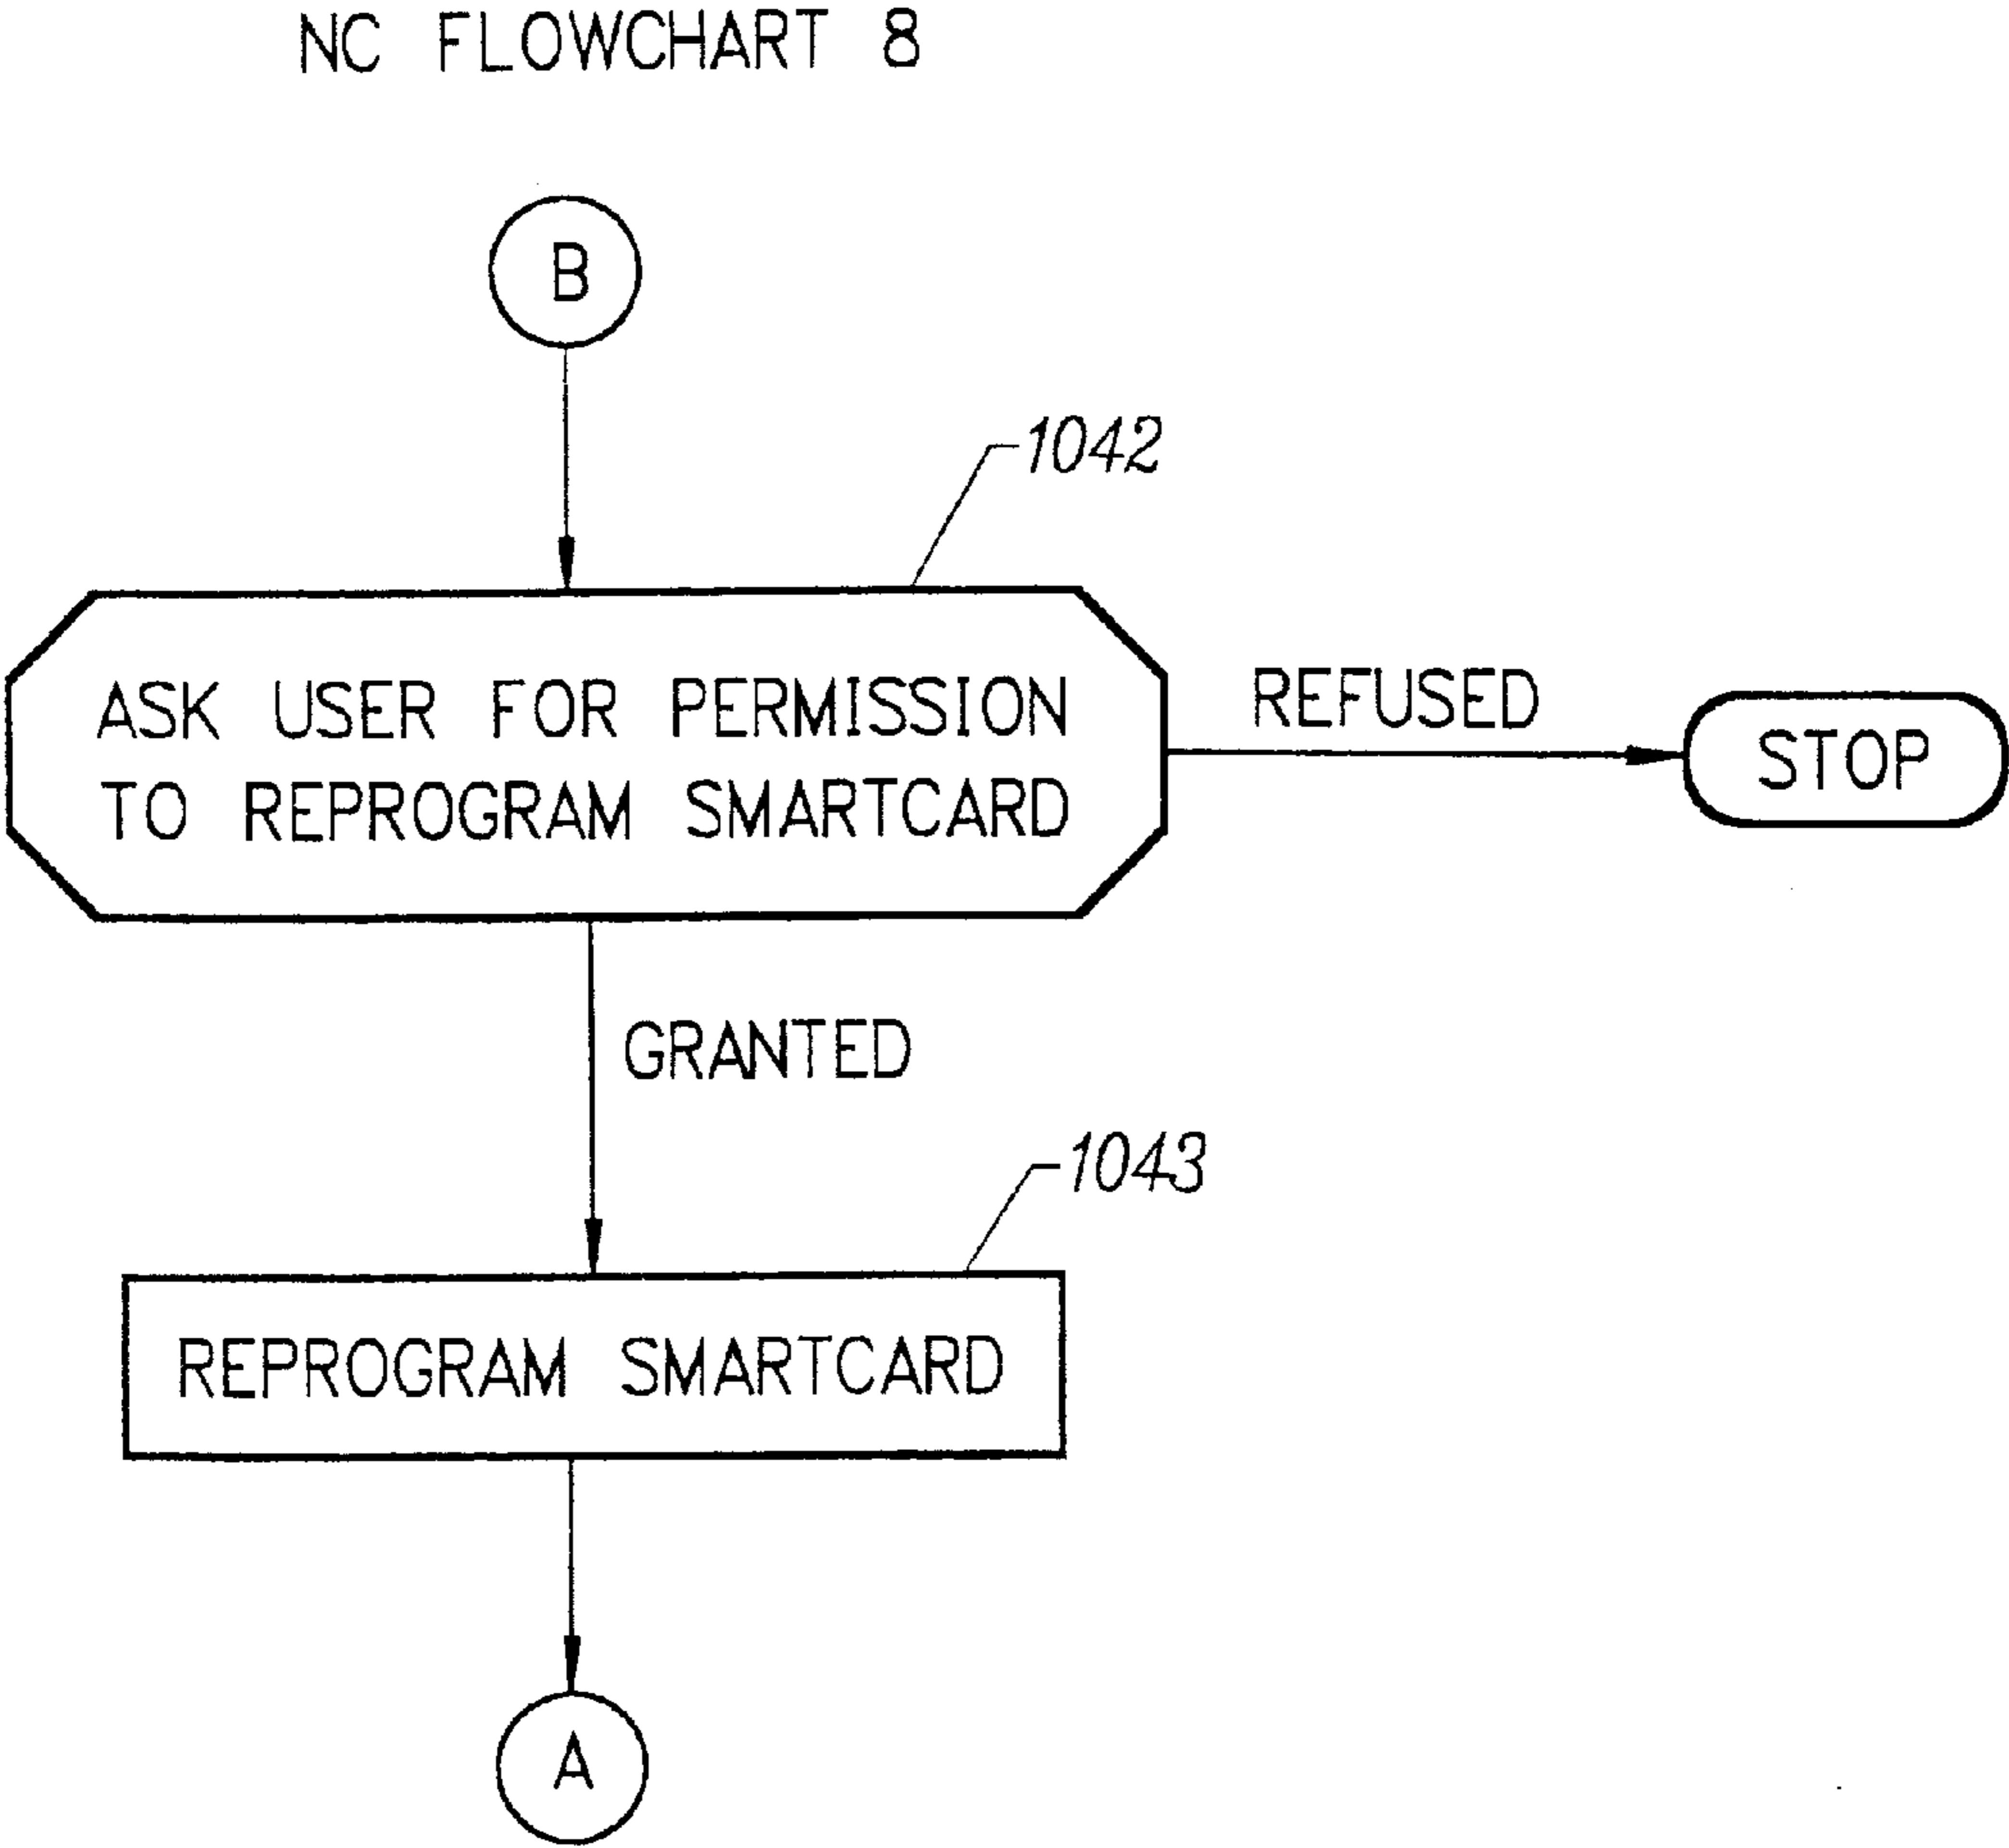 NC FLOWCHART 8
B
1042
ASK USER FOR PERMISSION
TO REPROGRAM SMARTCARD
REFUSED
STOP
GRANTED
1043
REPROGRAM SMARTCARD
A